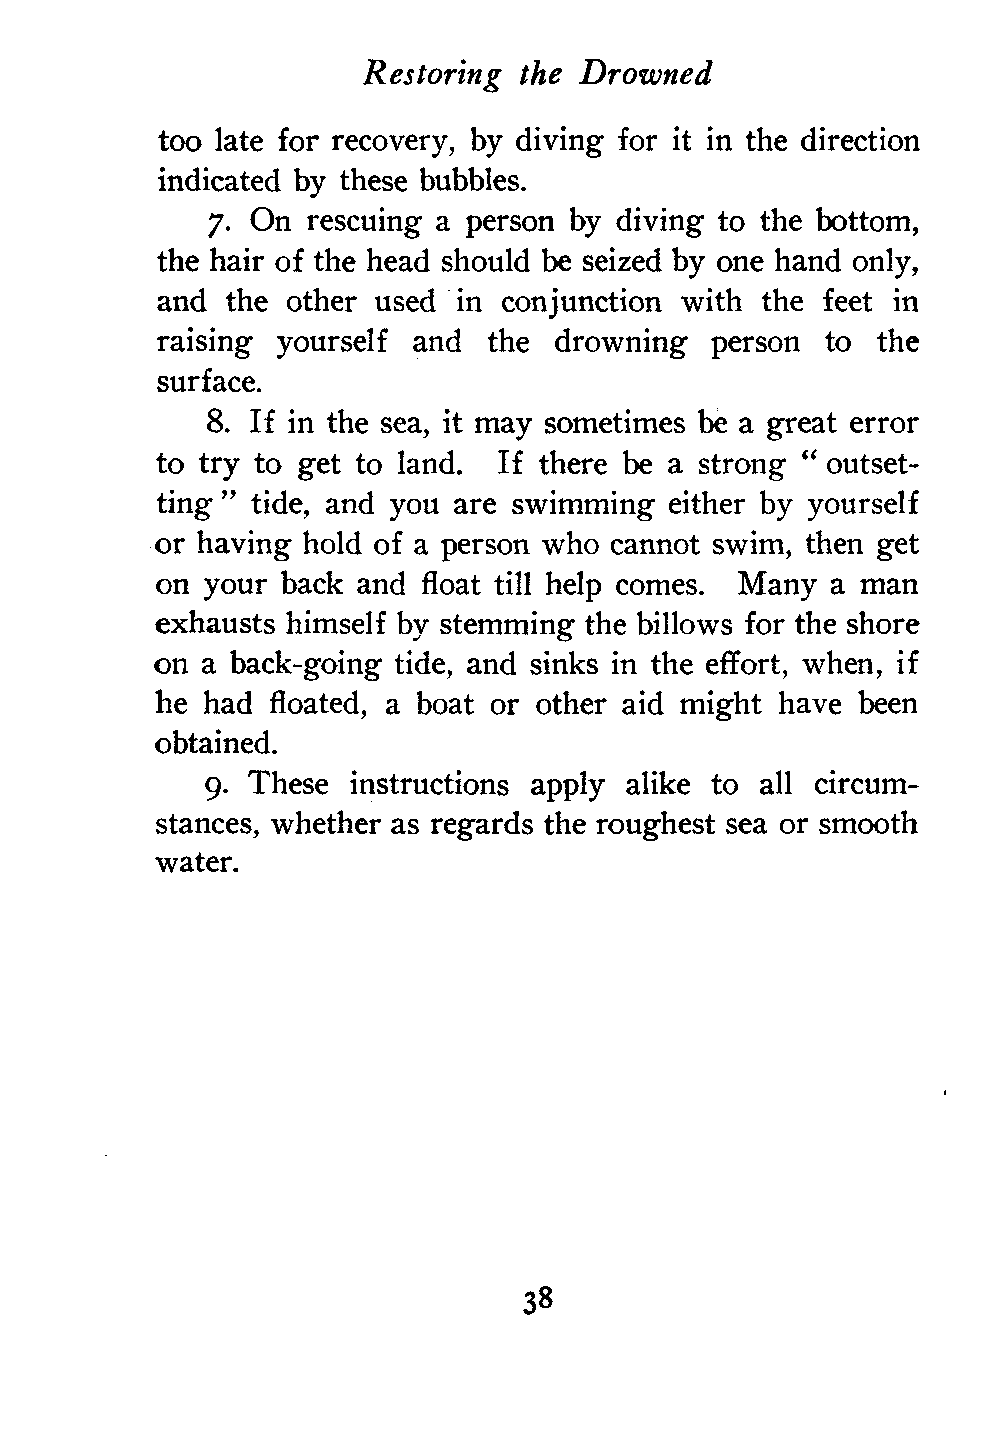 Restoring the Drowned
too late for recovery, by diving for it in the direction
indicated by these bubbles.
7. On rescuing a person by diving to the bottom,
the hair of the head should be seized by one hand only,
and the other used in conjunction with the feet in
raising yourself and the drowning person to the
surface.
8. If in the sea, it may sometimes be a great error
to try to get to land. If there be a strong “ outset-
ting ” tide, and you are swimming either by yourself
or having hold of a person who cannot swim, then get
on your back and float till help comes. Many a man
exhausts himself by stemming the billows for the shore
on a back-going tide, and sinks in the effort, when, if
he had floated, a boat or other aid might have been
obtained.
9. These instructions apply alike to all circum-
stances, whether as regards the roughest sea or smooth
water.
38